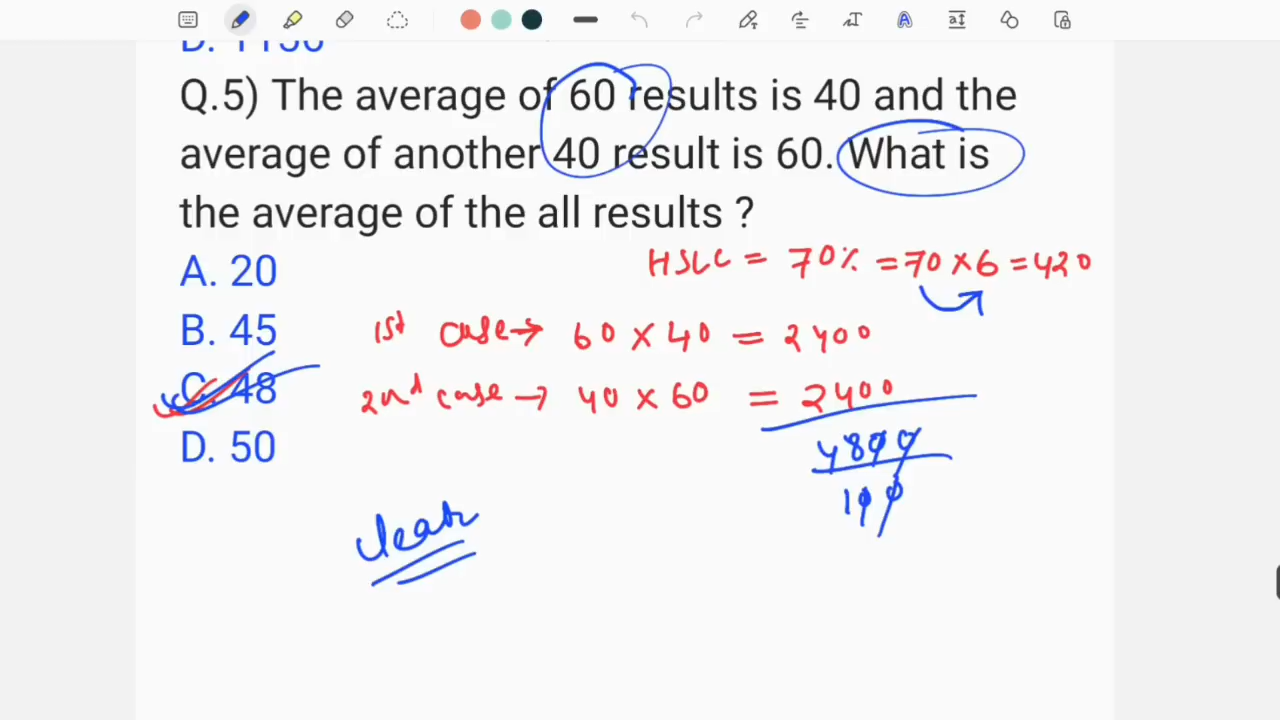 D. 1150
Q.5) The average of 60 results is 40 and the
average of another 40 result is 60. What is
the average of the all results ?
A. 20
HSLC = 70% = 70 × 6 = 420
B. 45
1st case → 60 × 40 = 2400
C. 48
2nd case → 40 × 60 = 2400
D. 50
4800
100
clear